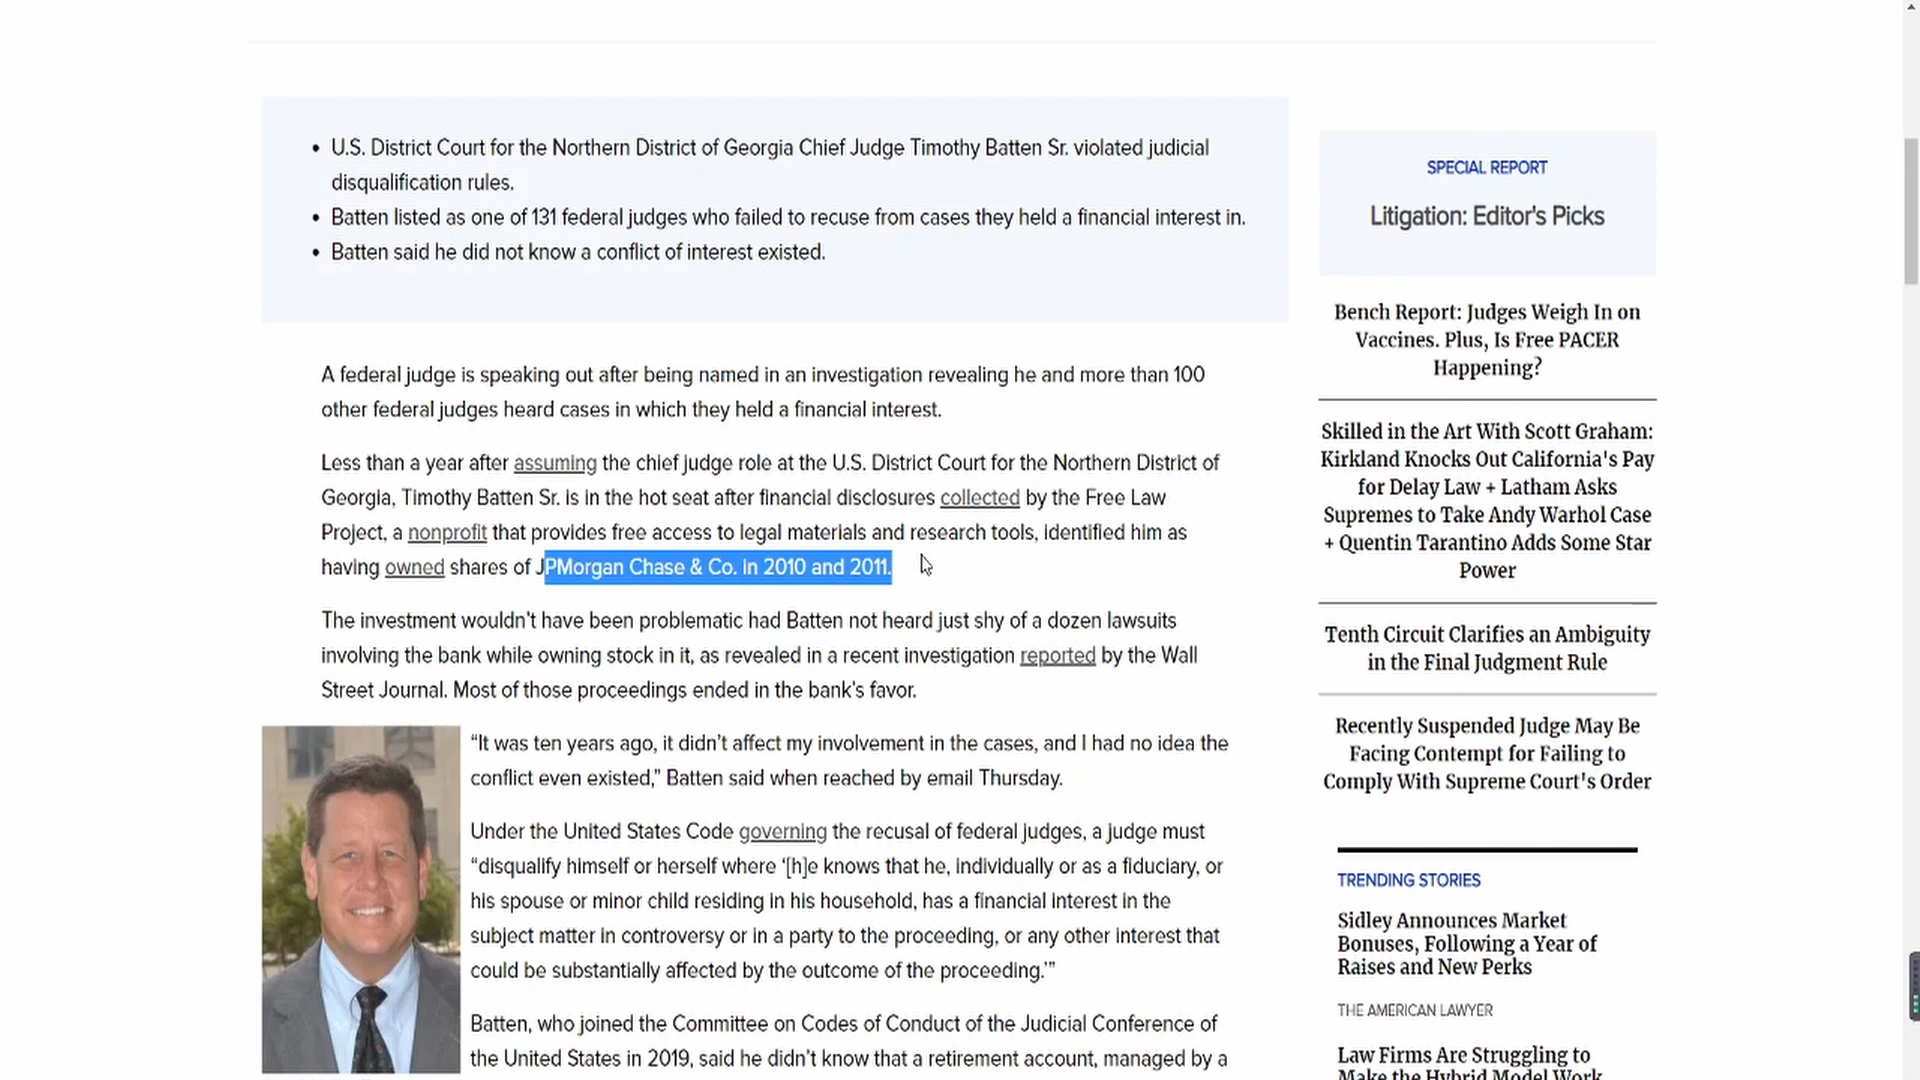 • U.S. District Court for the Northern District of Georgia Chief Judge Timothy Batten Sr. violated judicial
disqualification rules.
• Batten listed as one of 131 federal judges who failed to recuse from cases they held a financial interest in.
• Batten said he did not know a conflict of interest existed.
A federal judge is speaking out after being named in an investigation revealing he and more than 100
other federal judges heard cases in which they held a financial interest.
Less than a year after assuming the chief judge role at the U.S. District Court for the Northern District of
Georgia, Timothy Batten Sr. is in the hot seat after financial disclosures collected by the Free Law
Project, a nonprofit that provides free access to legal materials and research tools, identified him as
having owned shares of JPMorgan Chase & Co. in 2010 and 2011.
The investment wouldn't have been problematic had Batten not heard just shy of a dozen lawsuits
involving the bank while owning stock in it, as revealed in a recent investigation reported by the Wall
Street Journal. Most of those proceedings ended in the bank's favor.
“It was ten years ago, it didn’t affect my involvement in the cases, and I had no idea the
conflict even existed,” Batten said when reached by email Thursday.
Under the United States Code governing the recusal of federal judges, a judge must
“disqualify himself or herself where ‘[h]e knows that he, individually or as a fiduciary, or
his spouse or minor child residing in his household, has a financial interest in the
subject matter in controversy or in a party to the proceeding, or any other interest that
could be substantially affected by the outcome of the proceeding.’”
Batten, who joined the Committee on Codes of Conduct of the Judicial Conference of
the United States in 2019, said he didn’t know that a retirement account, managed by a
SPECIAL REPORT
Litigation: Editor's Picks
Bench Report: Judges Weigh In on
Vaccines. Plus, Is Free PACER
Happening?
Skilled in the Art With Scott Graham:
Kirkland Knocks Out California's Pay
for Delay Law + Latham Asks
Supremes to Take Andy Warhol Case
+ Quentin Tarantino Adds Some Star
Power
Tenth Circuit Clarifies an Ambiguity
in the Final Judgment Rule
Recently Suspended Judge May Be
Facing Contempt for Failing to
Comply With Supreme Court's Order
TRENDING STORIES
Sidley Announces Market
Bonuses, Following a Year of
Raises and New Perks
THE AMERICAN LAWYER
Law Firms Are Struggling to
Make the Hybrid Model Work